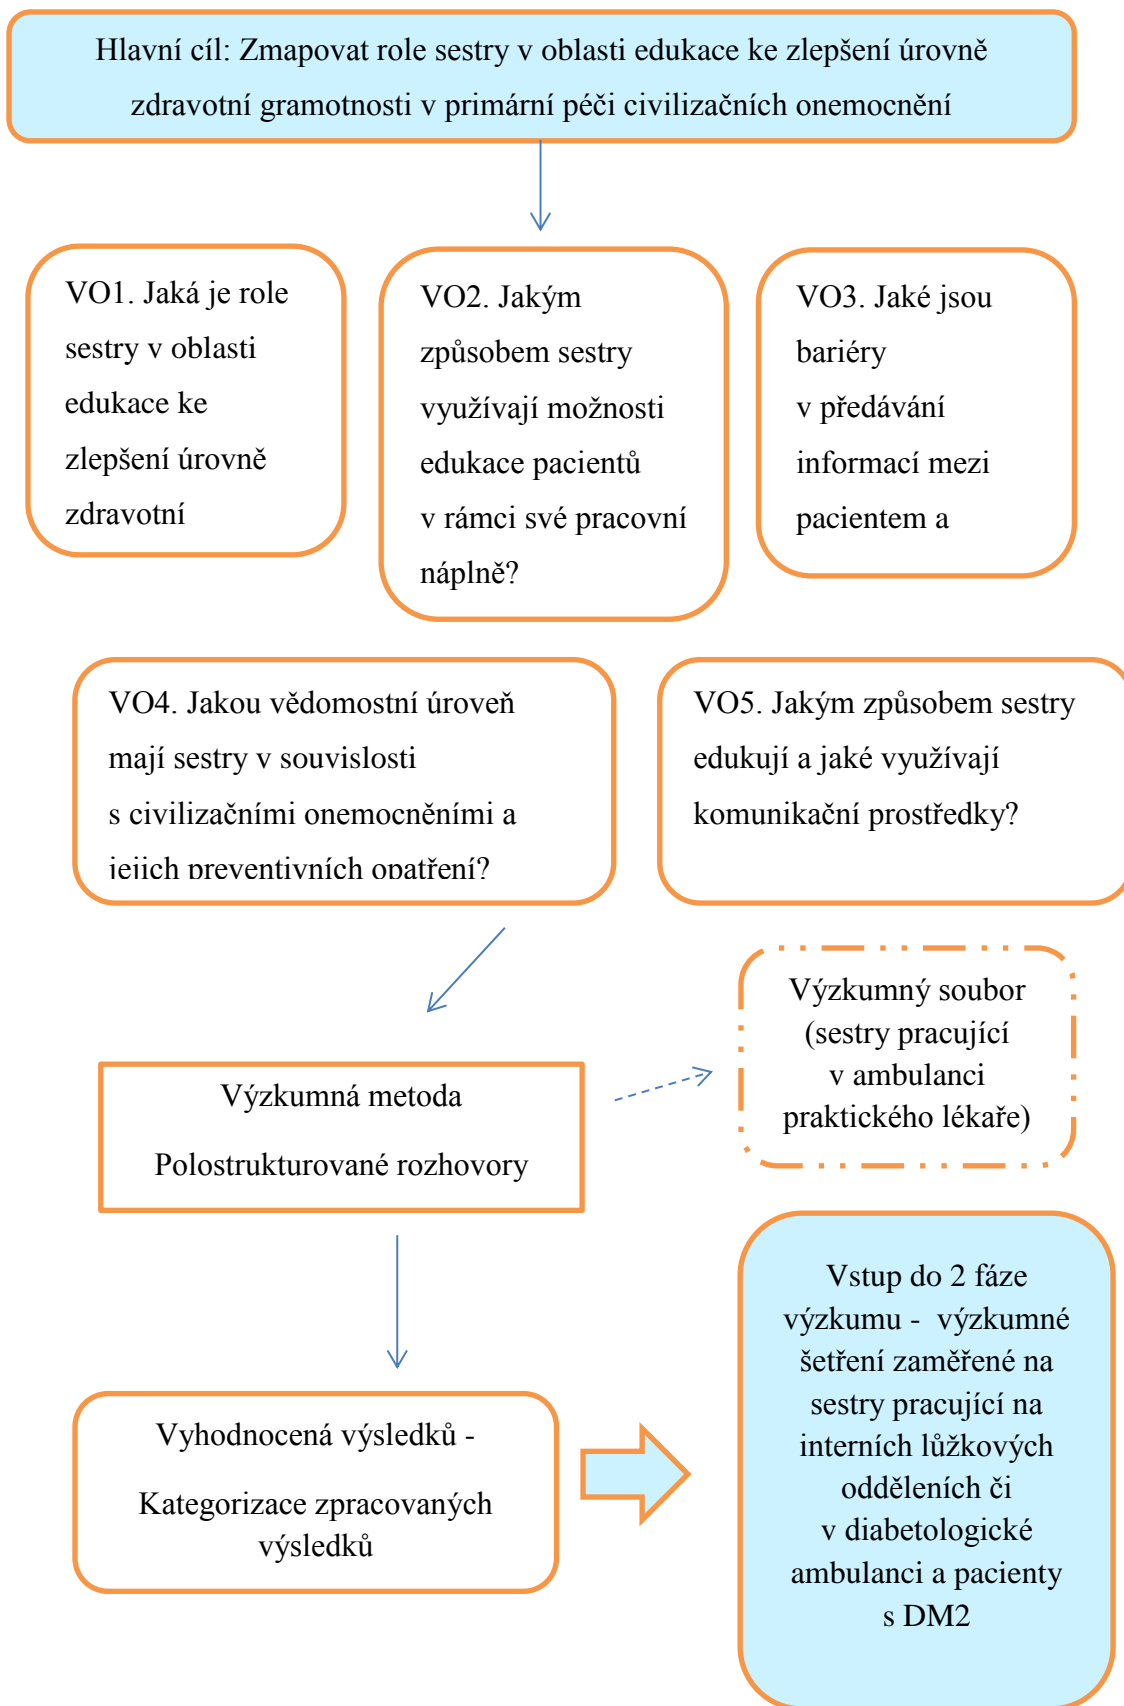 Hlavní cíl: Zmapovat role sestry v oblasti edukace ke zlepšení úrovně
zdravotní gramotnosti v primární péči civilizačních onemocnění
VO1. Jaká je role
sestry v oblasti
edukace ke
zlepšení úrovně
zdravotní
VO2. Jakým
způsobem sestry
využívají možnosti
edukace pacientů
v rámci své pracovní
náplně?
VO3. Jaké jsou
bariéry
v předávání
informací mezi
pacientem a
VO4. Jakou vědomostní úroveň
mají sestry v souvislosti
s civilizačními onemocněními a
jejich preventivních opatření?
VO5. Jakým způsobem sestry
edukují a jaké využívají
komunikační prostředky?
Výzkumný soubor
(sestry pracující
v ambulanci
praktického lékaře)
Výzkumná metoda
Polostrukturované rozhovory
Vyhodnocená výsledků -
Kategorizace zpracovaných
výsledků
Vstup do 2 fáze
výzkumu - výzkumné
šetření zaměřené na
sestry pracující na
interních lůžkových
odděleních či
v diabetologické
ambulanci a pacienty
s DM2